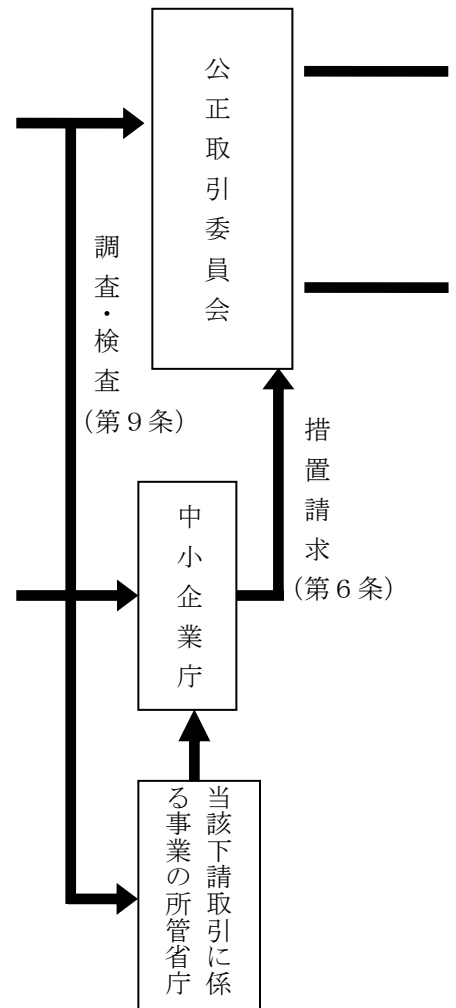 公正取引委員会
調査・検査
(第９条)
措置請求
(第６条)
中小企業庁
当該下請取引に係
る事業の所管省庁